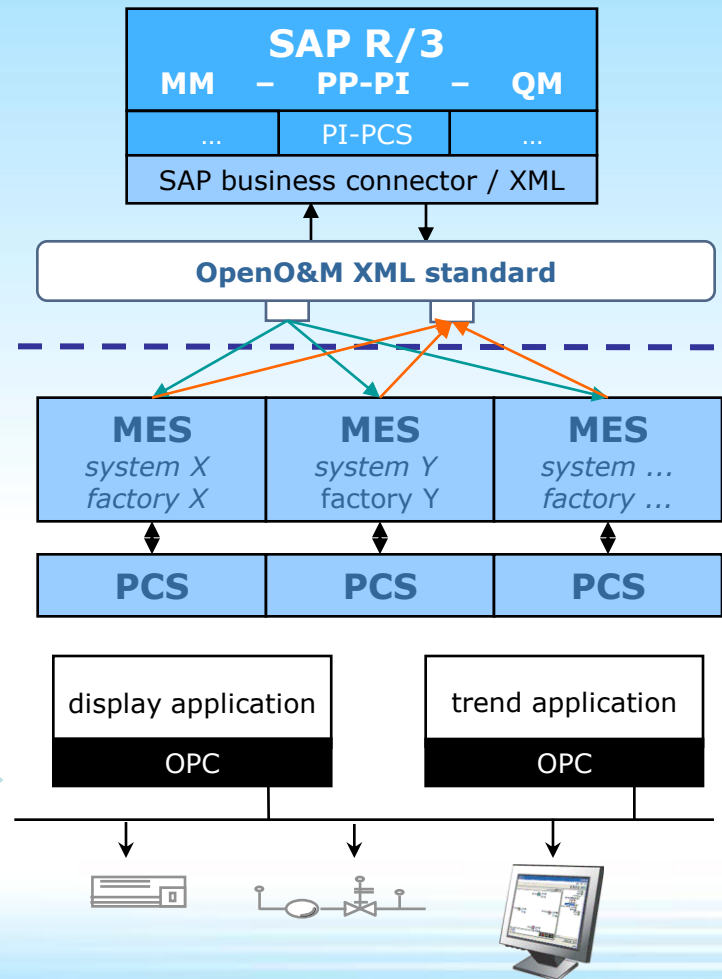 SAP R/3
MM – PP-PI – QM
... PI-PCS ...
SAP business connector / XML
OpenO&M XML standard
MES MES MES
system X system Y system ...
factory X factory Y factory ...
PCS PCS PCS
display application trend application
OPC OPC